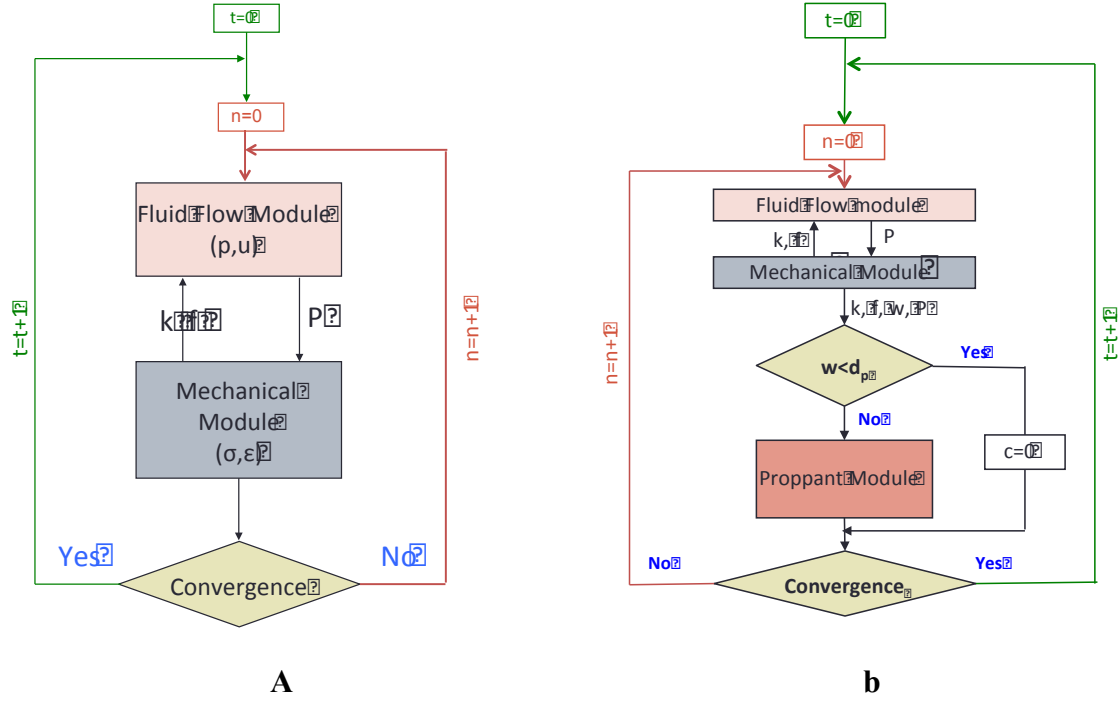 t=0
n=0
Fluid Flow Module
(p,u)
k f
P
Mechanical
Module
(σ,ε)
Yes
No
Convergence
t=t+1
n=n+1
A
t=0
n=0
Fluid Flow module
k, f
P
Mechanical Module
k, f, w, P
w<dp
Yes
No
c=0
Proppant Module
No
Yes
Convergence
n=n+1
t=t+1
b